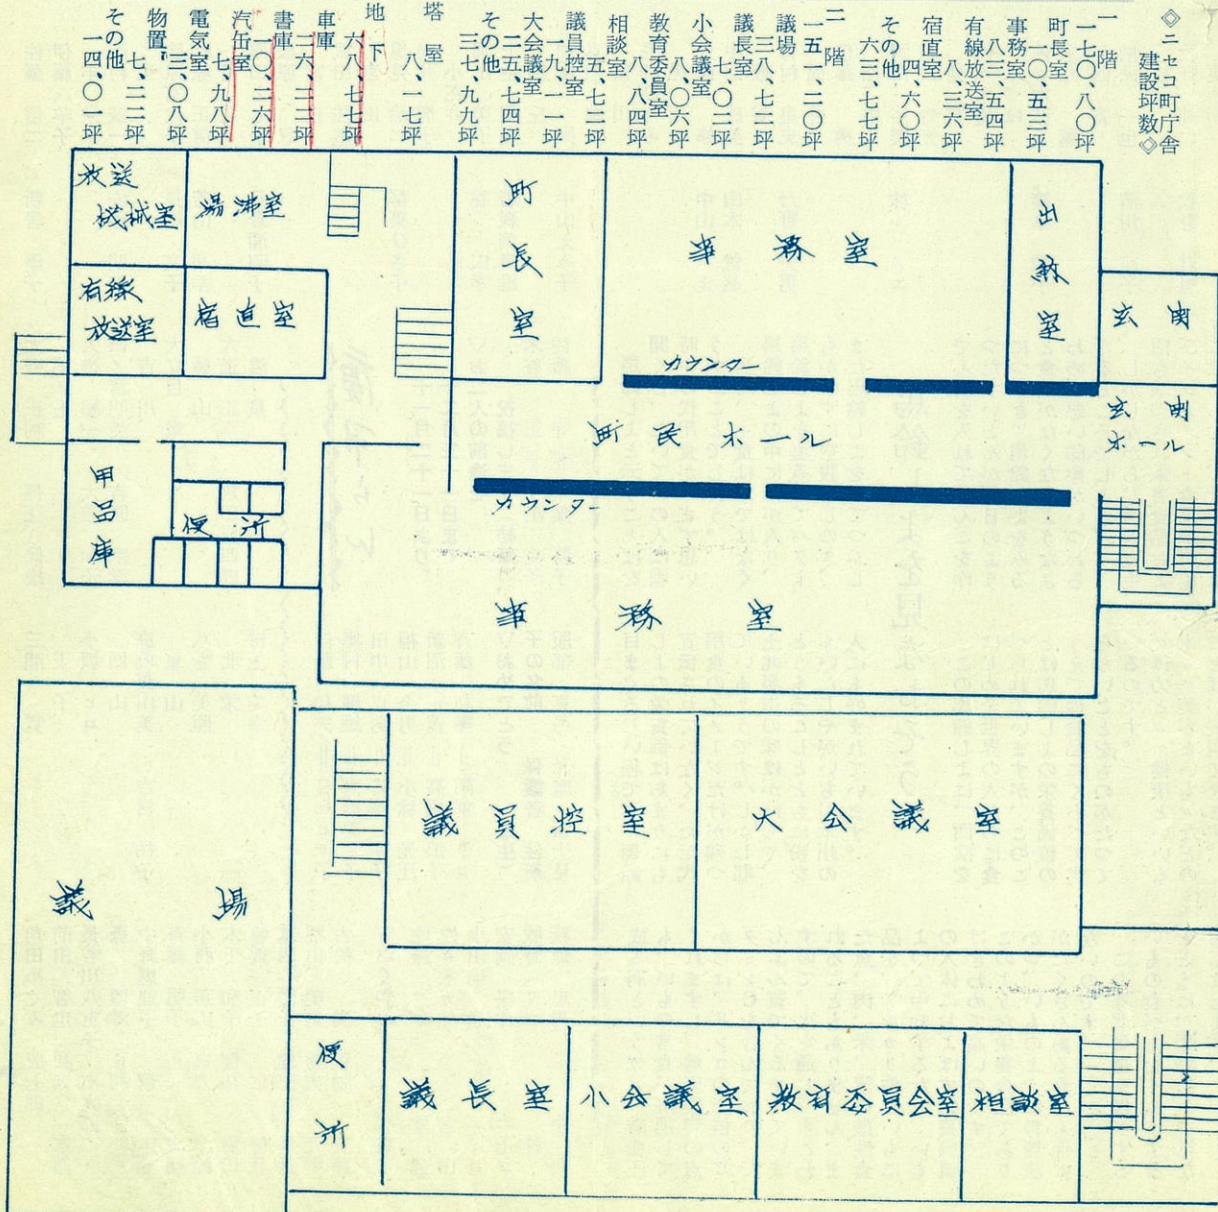 ◇ニセコ町庁舎
建設坪数◇
一階
一七〇、八〇坪
町長室
一〇、五三坪
事務室
八三、五四坪
有線放送室
八、三六坪
宿直室
四、六〇坪
その他
六三、七七坪
二階
一五一、二〇坪
議場
三八、七一坪
議長室
七、〇二坪
小会議室
八、〇六坪
教育委員室
八、八四坪
相談室
五、七一坪
議員控室
一九、一一坪
大会議室
二五、七四坪
その他
三七、九九坪
塔屋
八、一七坪
地下
六八、七一坪
車庫
二六、二一坪
書庫
一〇、二六坪
汽缶室
七、九八坪
電気室
三、〇八坪
物置
七、二二坪
その他
一四、〇一坪
放送
機械室
湯沸室
町長室
事務室
出納室
有線
放送室
宿直室
玄関
カウンター
玄関
ホール
町民ホール
用品庫
便所
カウンター
事務室
議場
議員控室
大会議室
便所
議長室
小会議室
教育委員会室
相談室